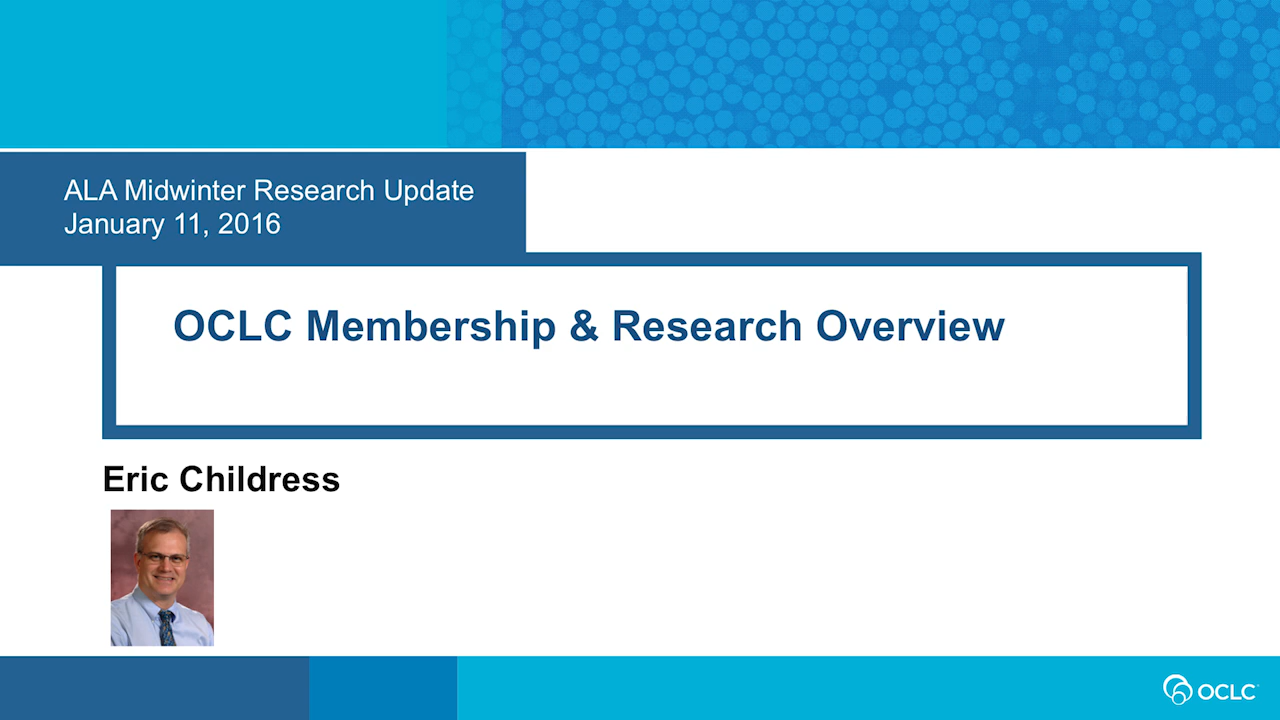 ALA Midwinter Research Update
January 11, 2016
OCLC Membership & Research Overview
Eric Childress
OCLC